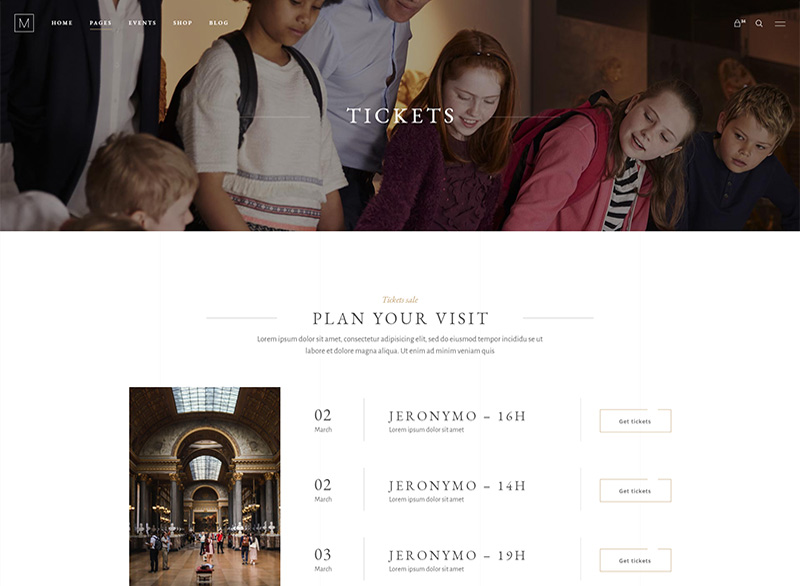 M
HOME PAGES EVENTS SHOP BLOG
TICKETS
Tickets sale
PLAN YOUR VISIT
Lorem ipsum dolor sit amet, consectetur adipisicing elit, sed do eiusmod tempor incididu se ut
labore et dolore magna aliqua. Ut enim ad minim veniam quis
02
March
JERONYMO – 16H
Lorem ipsum dolor sit amet
Get tickets
02
March
JERONYMO – 14H
Lorem ipsum dolor sit amet
Get tickets
03
March
JERONYMO – 19H
Lorem ipsum dolor sit amet
Get tickets